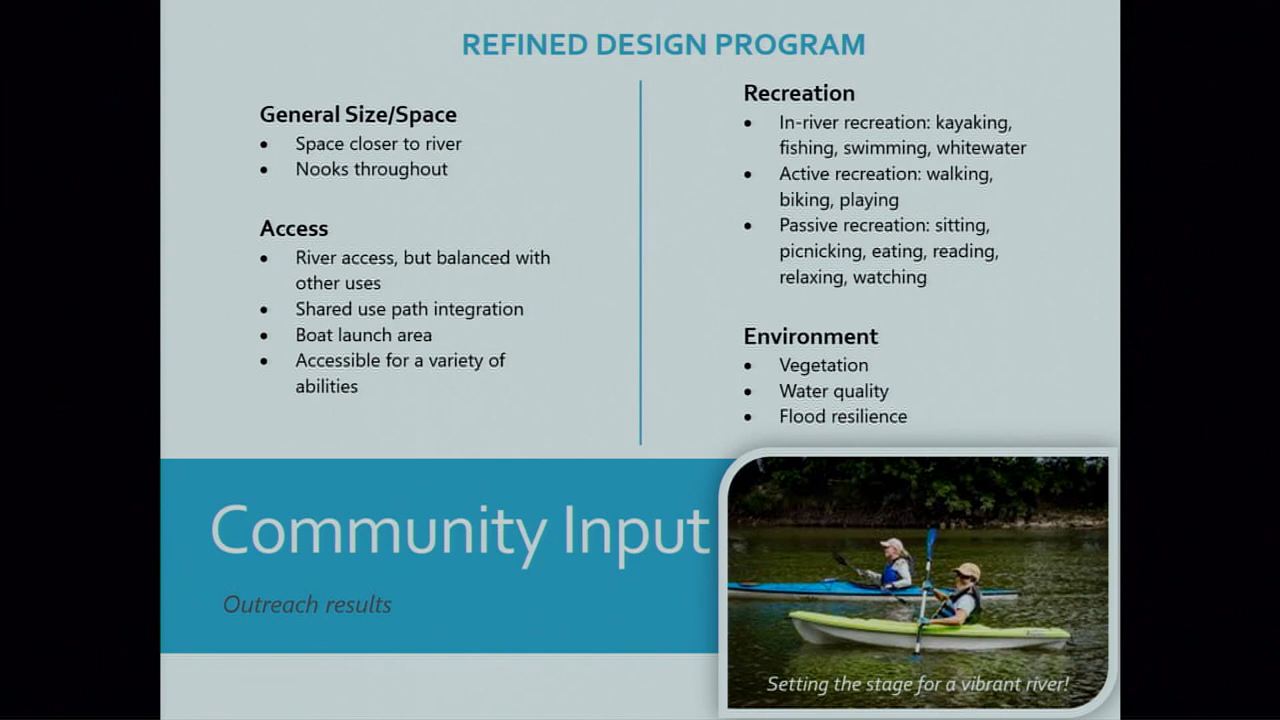 REFINED DESIGN PROGRAM
General Size/Space
• Space closer to river
• Nooks throughout
Access
• River access, but balanced with
other uses
• Shared use path integration
• Boat launch area
• Accessible for a variety of
abilities
Recreation
• In-river recreation: kayaking,
fishing, swimming, whitewater
• Active recreation: walking,
biking, playing
• Passive recreation: sitting,
picnicking, eating, reading,
relaxing, watching
Environment
• Vegetation
• Water quality
• Flood resilience
Community Input
Outreach results
Setting the stage for a vibrant river!